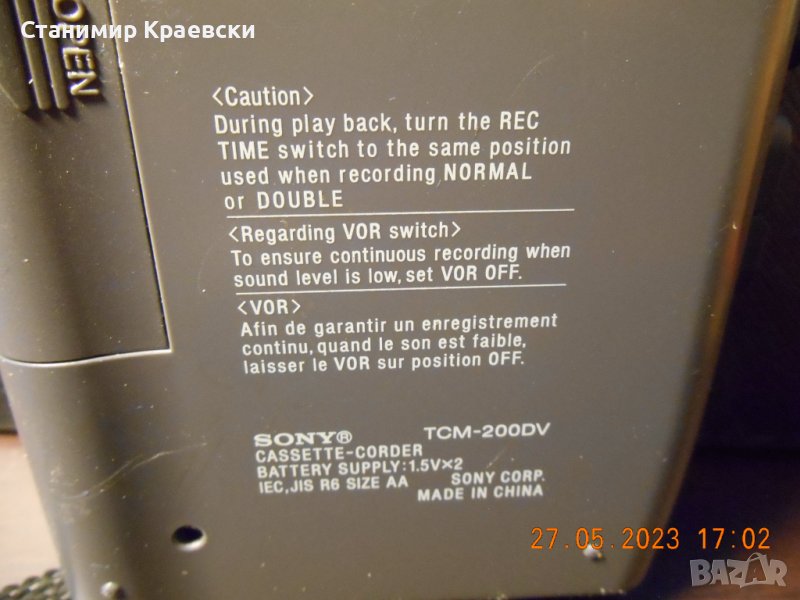 Станимир Краевски
OPEN
<Caution>
During play back, turn the REC
TIME switch to the same position
used when recording NORMAL
or DOUBLE
<Regarding VOR switch>
To ensure continuous recording when
sound level is low, set VOR OFF.
<VOR>
Afin de garantir un enregistrement
continu, quand le son est faible,
laisser le VOR sur position OFF.
SONY® TCM-200DV
CASSETTE-CORDER
BATTERY SUPPLY:1.5V×2
IEC,JIS R6 SIZE AA SONY CORP.
MADE IN CHINA
27.05.2023 17:02
BAZAR